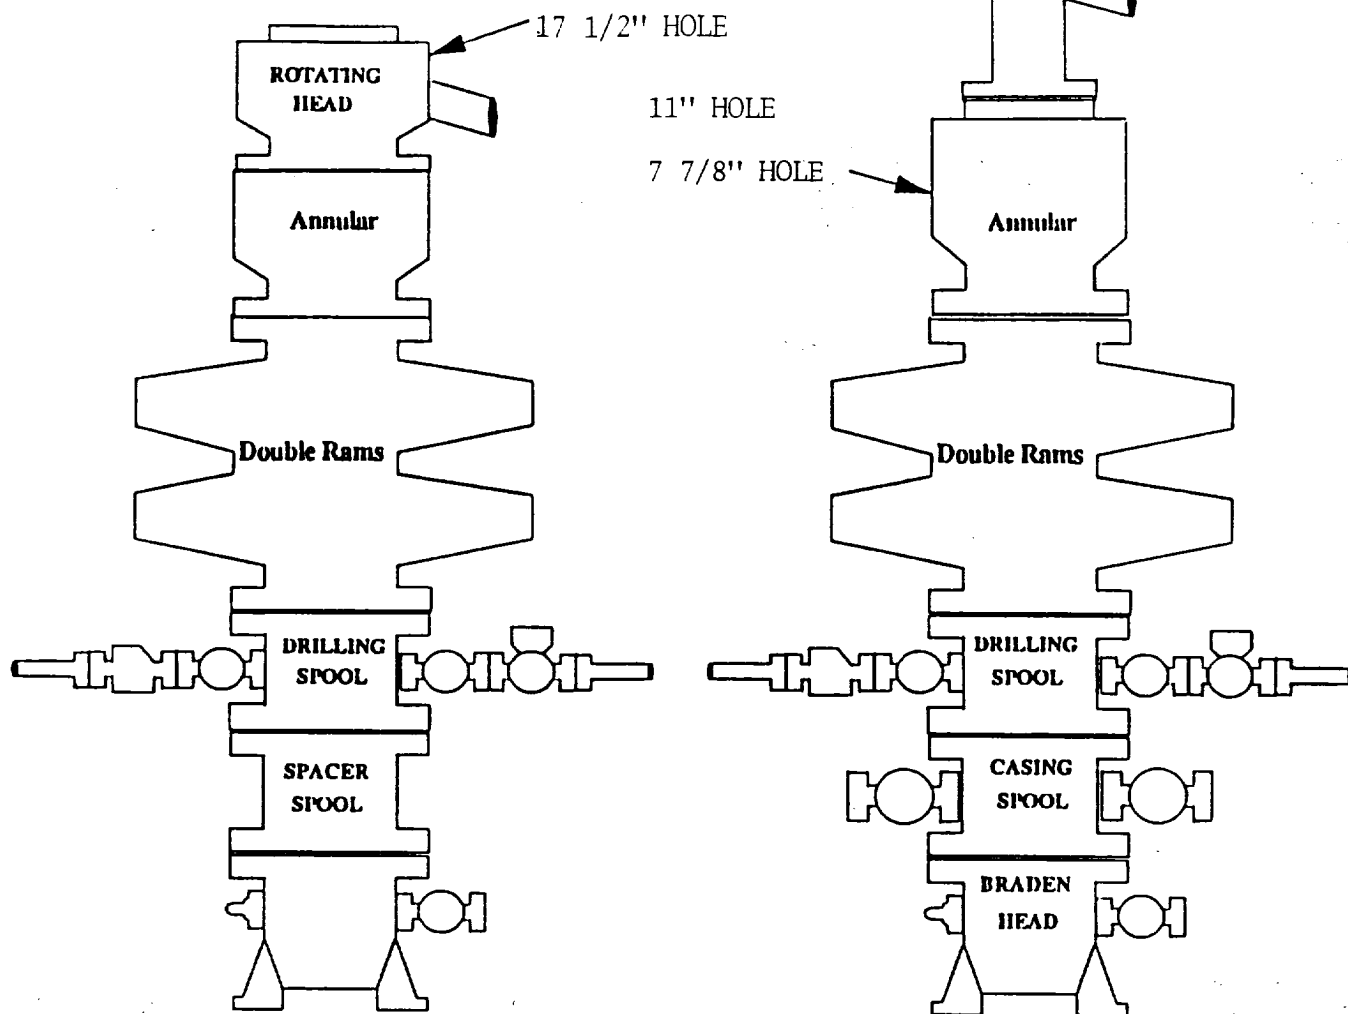 17 1/2" HOLE
ROTATING
HEAD
11" HOLE
7 7/8" HOLE
Annular
Annular
Double Rams
Double Rams
DRILLING
SPOOL
DRILLING
SPOOL
SPACER
SPOOL
CASING
SPOOL
BRADEN
HEAD